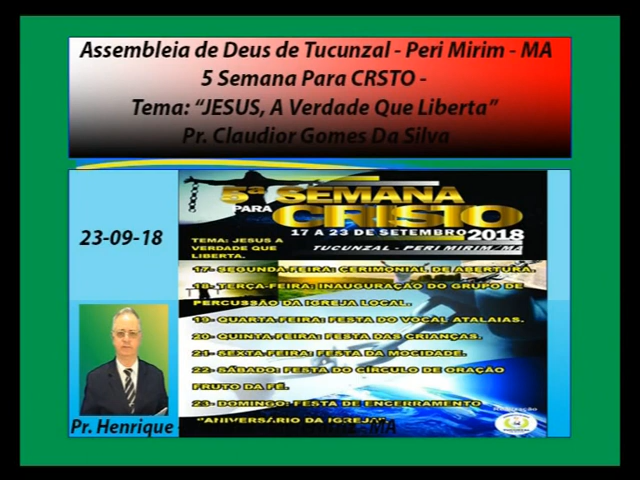 Assembleia de Deus de Tucunzal - Peri Mirim - MA
5 Semana Para CRSTO -
Tema: “JESUS, A Verdade Que Liberta”
Pr. Claudior Gomes Da Silva
5ª SEMANA
PARA CRISTO
17 A 23 DE SETEMBRO 2018
TUCUNZAL - PERI MIRIM/MA
TEMA: JESUS A
VERDADE QUE
LIBERTA.
23-09-18
17- SEGUNDA-FEIRA: CERIMONIAL DE ABERTURA.
18- TERÇA-FEIRA: INAUGURAÇÃO DO GRUPO DE
PERCUSSÃO DA IGREJA LOCAL.
19- QUARTA-FEIRA: FESTA DO VOCAL ATALAIAS.
20- QUINTA-FEIRA: FESTA DAS CRIANÇAS.
21- SEXTA-FEIRA: FESTA DA MOCIDADE.
22- SÁBADO: FESTA DO CÍRCULO DE ORAÇÃO
FRUTO DA FÉ.
23- DOMINGO: FESTA DE ENCERRAMENTO
"ANIVERSÁRIO DA IGREJA"
Realização
Pr. Henrique - MA